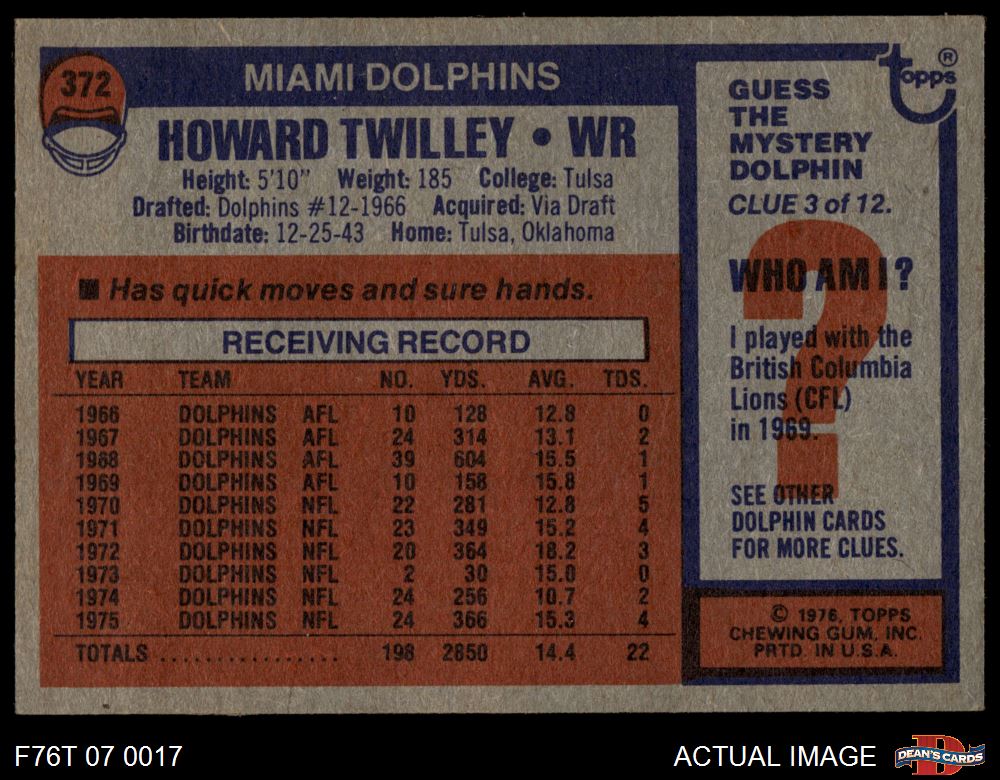 372
MIAMI DOLPHINS
HOWARD TWILLEY • WR
Height: 5'10" Weight: 185 College: Tulsa
Drafted: Dolphins #12-1966 Acquired: Via Draft
Birthdate: 12-25-43 Home: Tulsa, Oklahoma
■ Has quick moves and sure hands.
RECEIVING RECORD
YEAR TEAM NO. YDS. AVG. TDS.
1966 DOLPHINS AFL 10 128 12.8 0
1967 DOLPHINS AFL 24 314 13.1 2
1968 DOLPHINS AFL 39 604 15.5 1
1969 DOLPHINS AFL 10 158 15.8 1
1970 DOLPHINS NFL 22 281 12.8 5
1971 DOLPHINS NFL 23 349 15.2 4
1972 DOLPHINS NFL 20 364 18.2 3
1973 DOLPHINS NFL 2 30 15.0 0
1974 DOLPHINS NFL 24 256 10.7 2
1975 DOLPHINS NFL 24 366 15.3 4
TOTALS ................. 198 2850 14.4 22
topps ®
GUESS
THE
MYSTERY
DOLPHIN
CLUE 3 of 12.
?
WHO AM I?
I played with the
British Columbia
Lions (CFL)
in 1969.
SEE OTHER
DOLPHIN CARDS
FOR MORE CLUES.
© 1976, TOPPS
CHEWING GUM, INC.
PRTD. IN U.S.A.
F76T 07 0017
ACTUAL IMAGE
D
DEAN'S CARDS